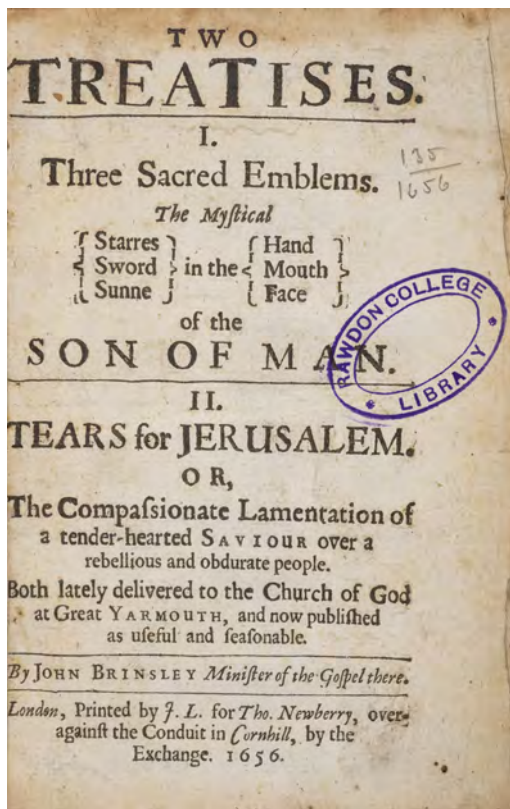 TWO
TREATISES.
I.
Three Sacred Emblems.
135
1656
The Myſtical
{ Starres } { Hand }
{ Sword } in the { Mouth }
{ Sunne } { Face }
of the
SON OF MAN.
RAWDON COLLEGE
* LIBRARY *
II.
TEARS for JERUSALEM.
OR,
The Compaſsionate Lamentation of
a tender-hearted SAVIOUR over a
rebellious and obdurate people.
Both lately delivered to the Church of God
at Great YARMOUTH, and now publiſhed
as uſeful and ſeaſonable.
By JOHN BRINSLEY Miniſter of the Goſpel there.
London, Printed by J. L. for Tho. Newberry, over-
againſt the Conduit in Cornhill, by the
Exchange. 1656.